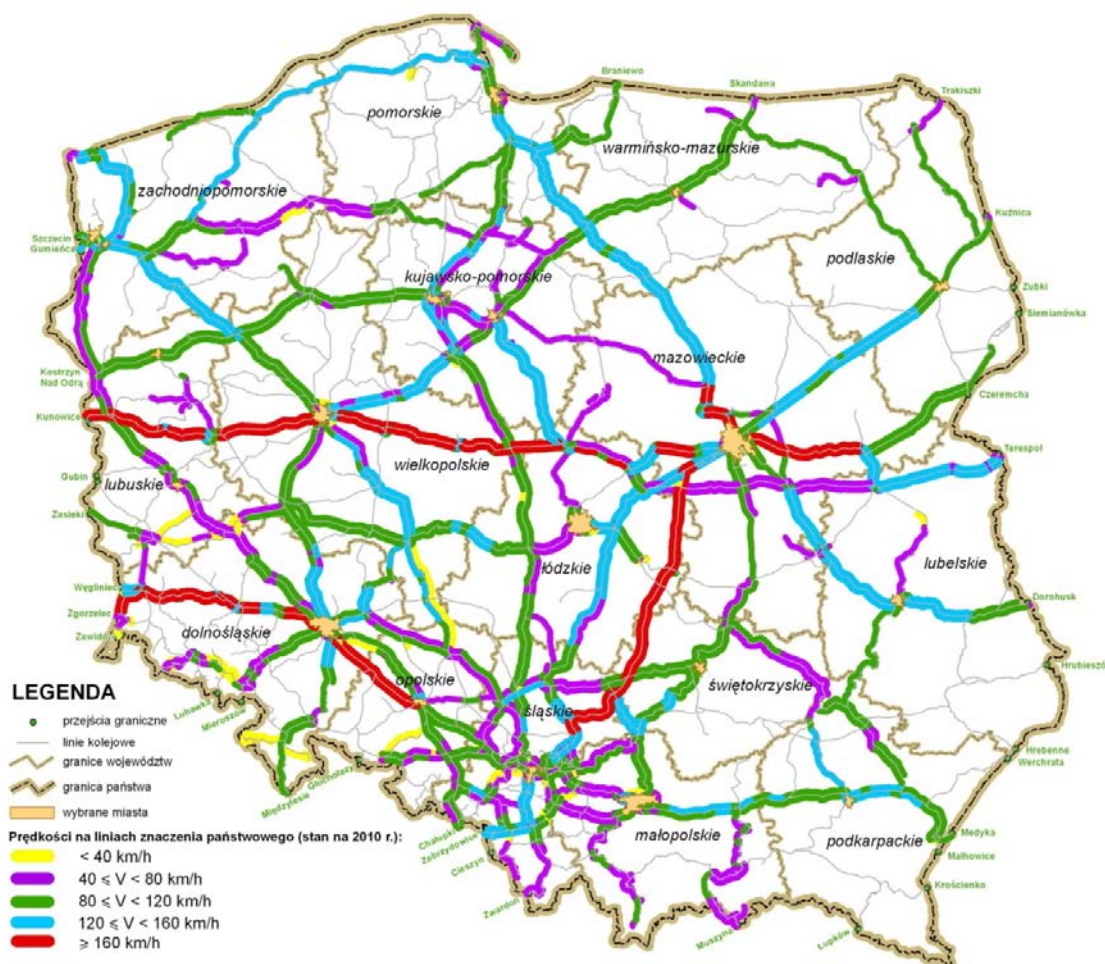 Braniewo
Skandawa
Trakiszki
pomorskie
warmińsko-mazurskie
zachodniopomorskie
Kuźnica
Szczecin
Gumieńce
podlaskie
kujawsko-pomorskie
Zubki
Siemianówka
mazowieckie
Kostrzyn
Nad Odrą
Czeremcha
Kunowice
wielkopolskie
Terespol
Gubin
lubuskie
Zasieki
łódzkie
lubelskie
Węgliniec
Zgorzelec
Dorohusk
Zawidów
dolnośląskie
Hrubieszów
opolskie
świętokrzyskie
śląskie
Lubawka
Mieroszów
Hrebenne
Werchrata
Głuchołazy
Międzylesie
Chałupki
Zebrzydowice
Cieszyn
małopolskie
podkarpackie
Medyka
Malhowice
Krościenko
Zwardoń
Muszyna
Łupków
LEGENDA
przejścia graniczne
linie kolejowe
granice województw
granica państwa
wybrane miasta
Prędkości na liniach znaczenia państwowego (stan na 2010 r.):
< 40 km/h
40 ⩽ V < 80 km/h
80 ⩽ V < 120 km/h
120 ⩽ V < 160 km/h
⩾ 160 km/h